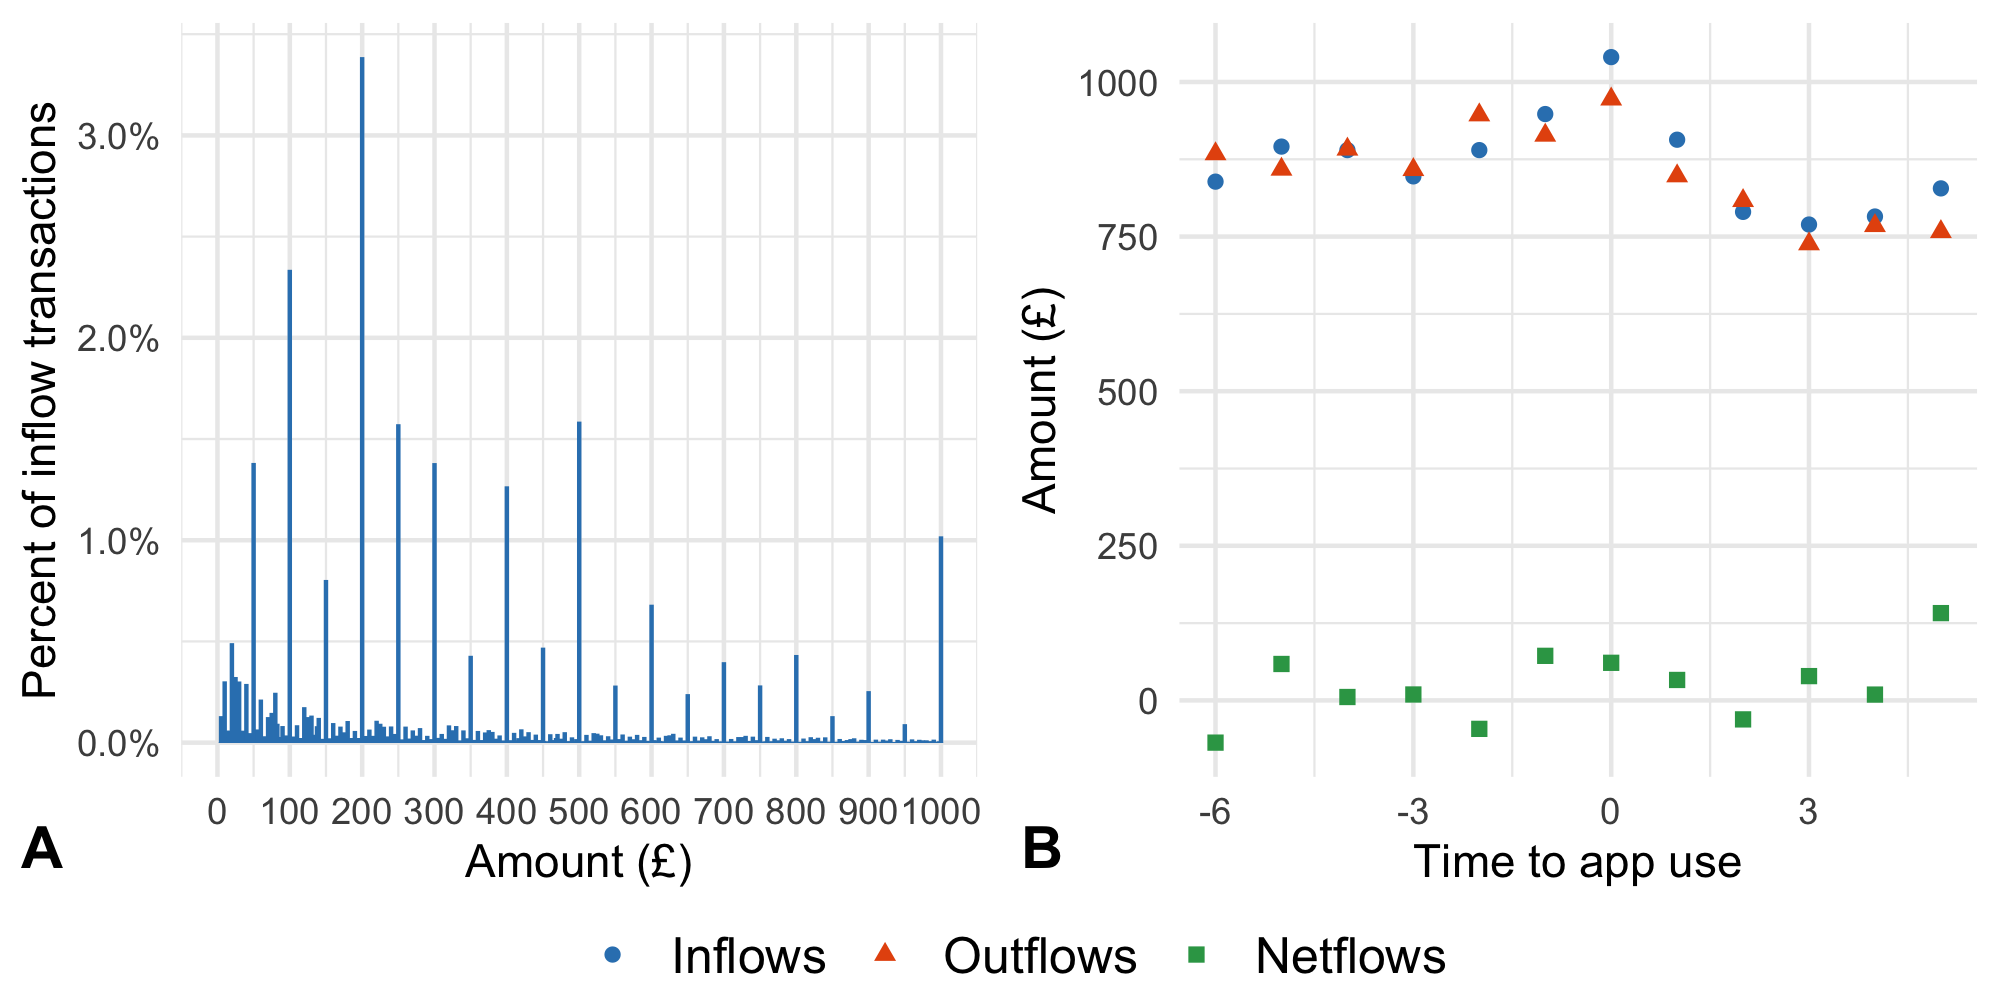 Percent of inflow transactions
3.0%
2.0%
1.0%
0.0%
0 100 200 300 400 500 600 700 800 900 1000
Amount (£)
A
Amount (£)
1000
750
500
250
0
-6 -3 0 3
Time to app use
B
Inflows Outflows Netflows